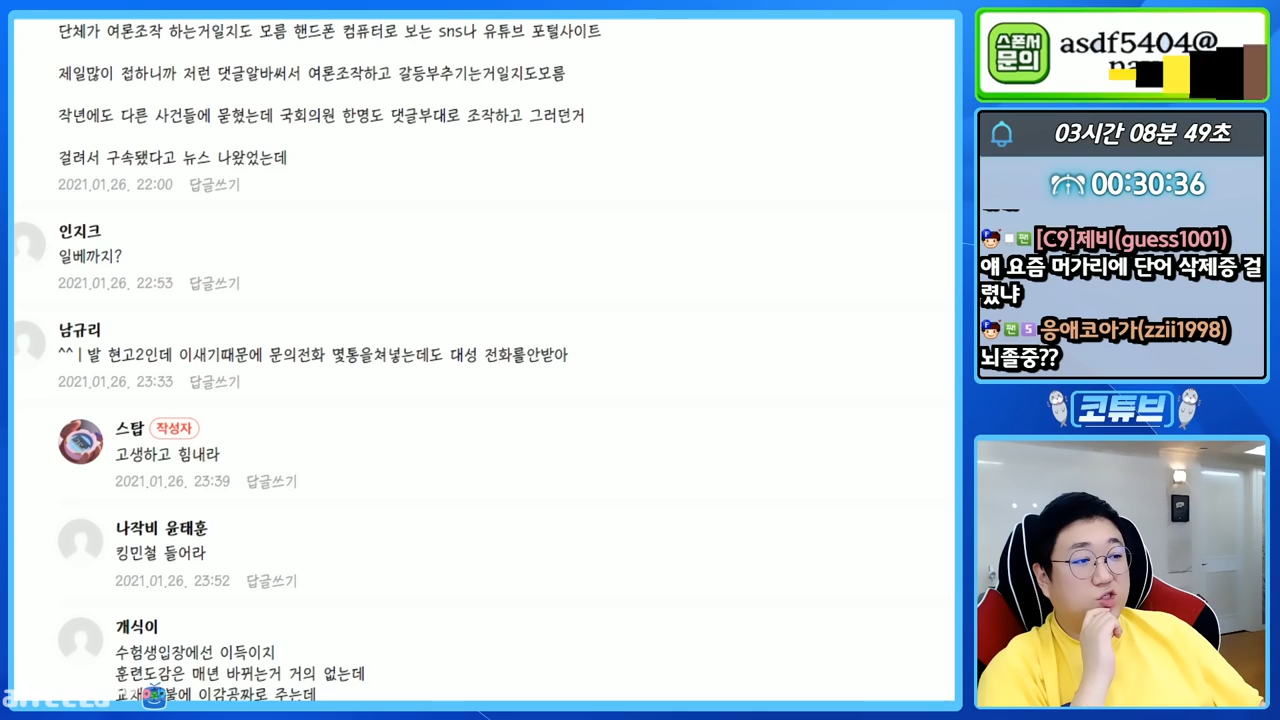 단체가 여론조작 하는거일지도 모름 핸드폰 컴퓨터로 보는 sns나 유튜브 포털사이트
제일많이 접하니까 저런 댓글알바써서 여론조작하고 갈등부추기는거일지도모름
작년에도 다른 사건들에 묻혔는데 국회의원 한명도 댓글부대로 조작하고 그러던거
걸려서 구속됐다고 뉴스 나왔었는데
2021.01.26. 22:00 답글쓰기
인지크
일베까지?
2021.01.26. 22:53 답글쓰기
남규리
^^ㅣ발 현고2인데 이새기때문에 문의전화 몇통을쳐넣는데도 대성 전화를안받아
2021.01.26. 23:33 답글쓰기
스탑 작성자
고생하고 힘내라
2021.01.26. 23:39 답글쓰기
나작비 윤태훈
킹민철 들어라
2021.01.26. 23:52 답글쓰기
개식이
수험생입장에선 이득이지
훈련도감은 매년 바뀌는거 거의 없는데
이감공짜로 주는데
스폰서
문의
asdf5404@
03시간 08분 49초
00:30:36
[C9]제비(guess1001)
얘 요즘 머가리에 단어 삭제증 걸
렸냐
응애코아가(zzii1998)
뇌졸중??
코튜브